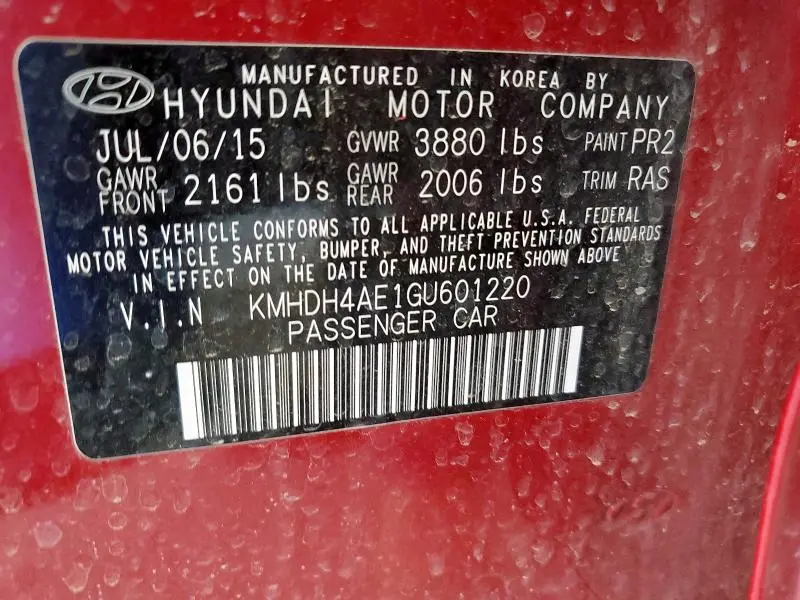 MANUFACTURED IN KOREA BY
HYUNDAI MOTOR COMPANY
JUL/06/15 GVWR 3880 lbs PAINT PR2
GAWR FRONT 2161 lbs GAWR REAR 2006 lbs TRIM RAS
THIS VEHICLE CONFORMS TO ALL APPLICABLE U.S.A. FEDERAL
MOTOR VEHICLE SAFETY, BUMPER, AND THEFT PREVENTION STANDARDS
IN EFFECT ON THE DATE OF MANUFACTURE SHOWN ABOVE
V.I.N KMHDH4AE1GU601220
PASSENGER CAR